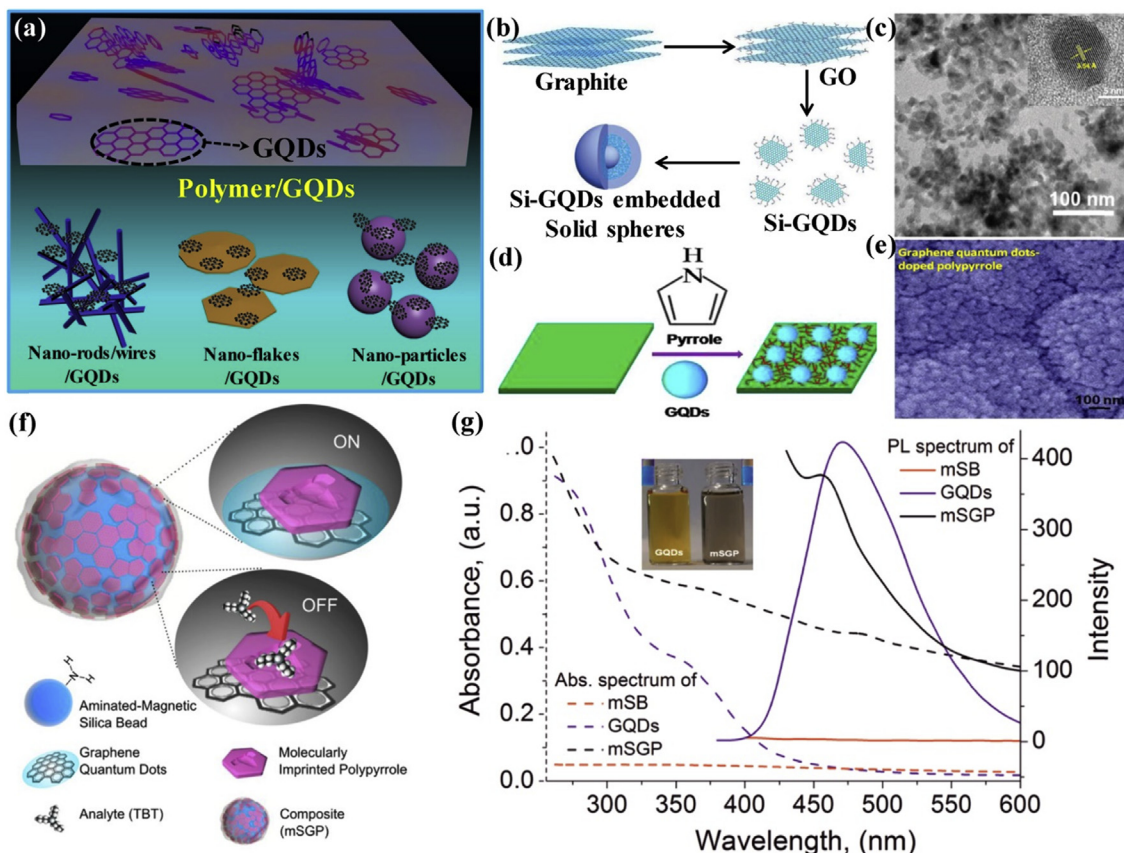 (a)
GQDs
Polymer/GQDs
Nano-rods/wires
/GQDs
Nano-flakes
/GQDs
Nano-particles
/GQDs
(b)
Graphite
GO
Si-GQDs embedded
Solid spheres
Si-GQDs
(c)
5 nm
100 nm
(d)
H
N
Pyrrole
GQDs
(e)
Graphene quantum dots-
doped polypyrrole
100 nm
(f)
ON
OFF
H
N
H
Aminated-Magnetic
Silica Bead
Graphene
Quantum Dots
Molecularly
Imprinted Polypyrrole
Analyte (TBT)
Composite
(mSGP)
(g)
Absorbance, (a.u.)
.0
0.8
0.6
0.4
0.2
0.0
GQDs
mSGP
PL spectrum of
mSB
GQDs
mSGP
Abs. spectrum of
mSB
GQDs
mSGP
400
300
200
100
0
Intensity
250
300
350
400
450
500
550
600
Wavelength, (nm)